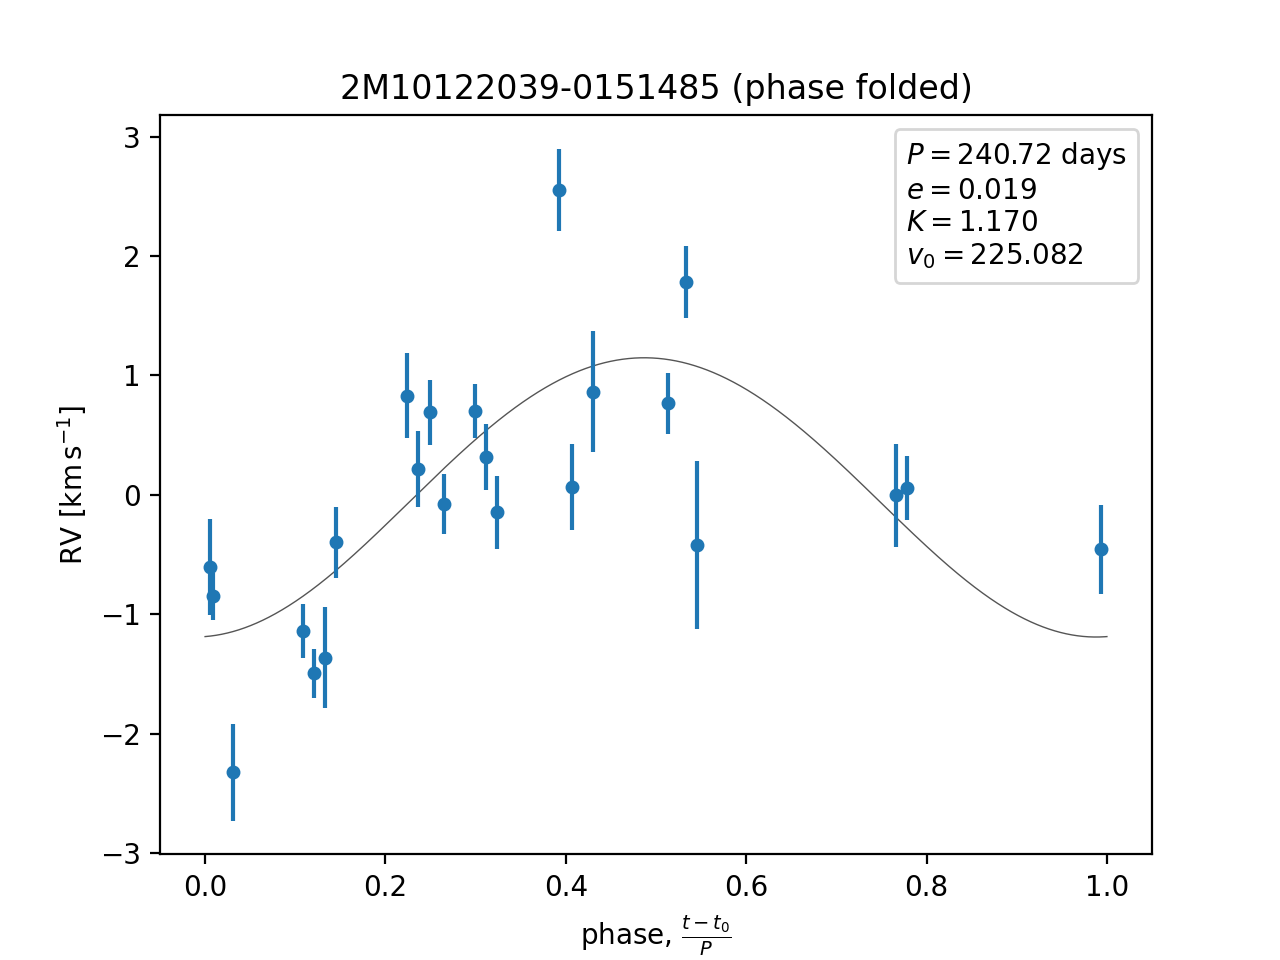 2M10122039-0151485 (phase folded)
P = 240.72 days
e = 0.019
K = 1.170
v₀ = 225.082
3
2
1
0
−1
−2
−3
RV [km s⁻¹]
0.0 0.2 0.4 0.6 0.8 1.0
phase, (t − t₀)/P